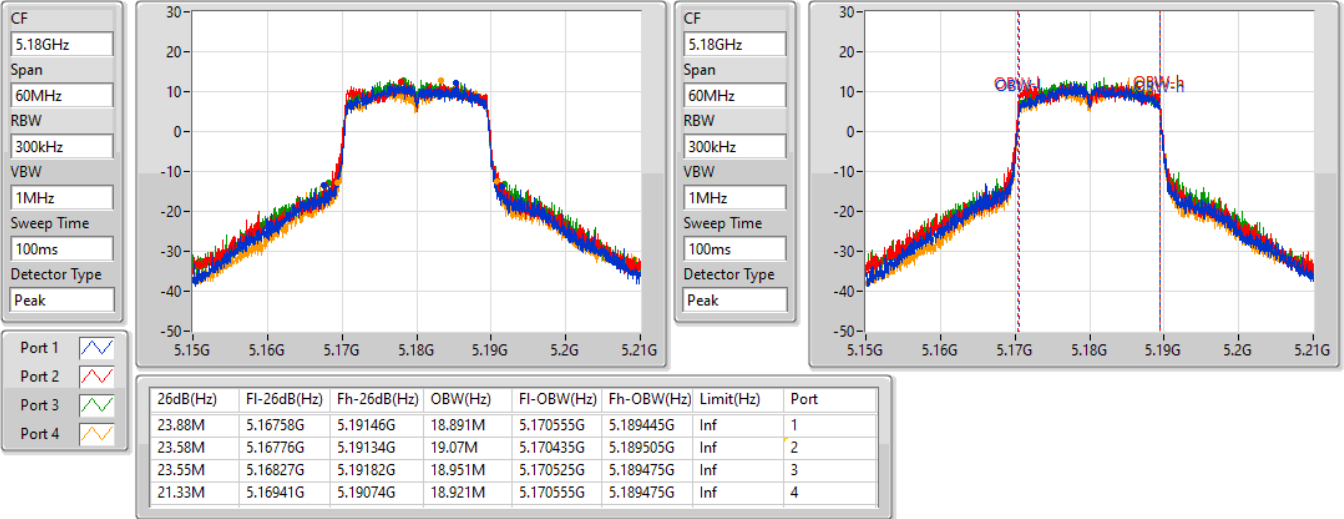 CF
5.18GHz
Span
60MHz
RBW
300kHz
VBW
1MHz
Sweep Time
100ms
Detector Type
Peak
30
20
10
0
-10
-20
-30
-40
-50
5.15G 5.16G 5.17G 5.18G 5.19G 5.2G 5.21G
CF
5.18GHz
Span
60MHz
RBW
300kHz
VBW
1MHz
Sweep Time
100ms
Detector Type
Peak
30
20
10
0
-10
-20
-30
-40
-50
OBW-l OBW-h
5.15G 5.16G 5.17G 5.18G 5.19G 5.2G 5.21G
Port 1
Port 2
Port 3
Port 4
26dB(Hz) Fl-26dB(Hz) Fh-26dB(Hz) OBW(Hz) Fl-OBW(Hz) Fh-OBW(Hz) Limit(Hz) Port
23.88M 5.16758G 5.19146G 18.891M 5.170555G 5.189445G Inf 1
23.58M 5.16776G 5.19134G 19.07M 5.170435G 5.189505G Inf 2
23.55M 5.16827G 5.19182G 18.951M 5.170525G 5.189475G Inf 3
21.33M 5.16941G 5.19074G 18.921M 5.170555G 5.189475G Inf 4